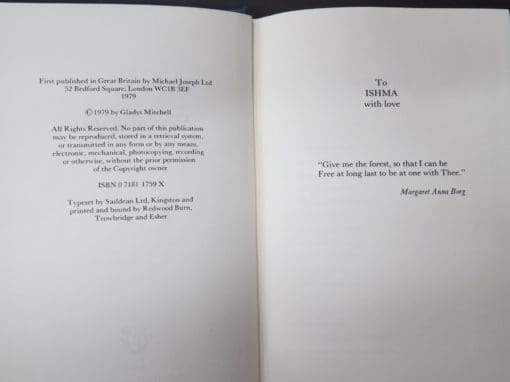 First published in Great Britain by Michael Joseph Ltd
52 Bedford Square, London WC1B 3EF
1979
© 1979 by Gladys Mitchell
All Rights Reserved. No part of this publication
may be reproduced, stored in a retrieval system,
or transmitted in any form or by any means,
electronic, mechanical, photocopying, recording
or otherwise, without the prior permission
of the Copyright owner
ISBN 0 7181 1759 X
Typeset by Saildean Ltd, Kingston and
printed and bound by Redwood Burn,
Trowbridge and Esher.
To
ISHMA
with love
“Give me the forest, so that I can be
Free at long last to be at one with Thee.”
Margaret Anna Borg